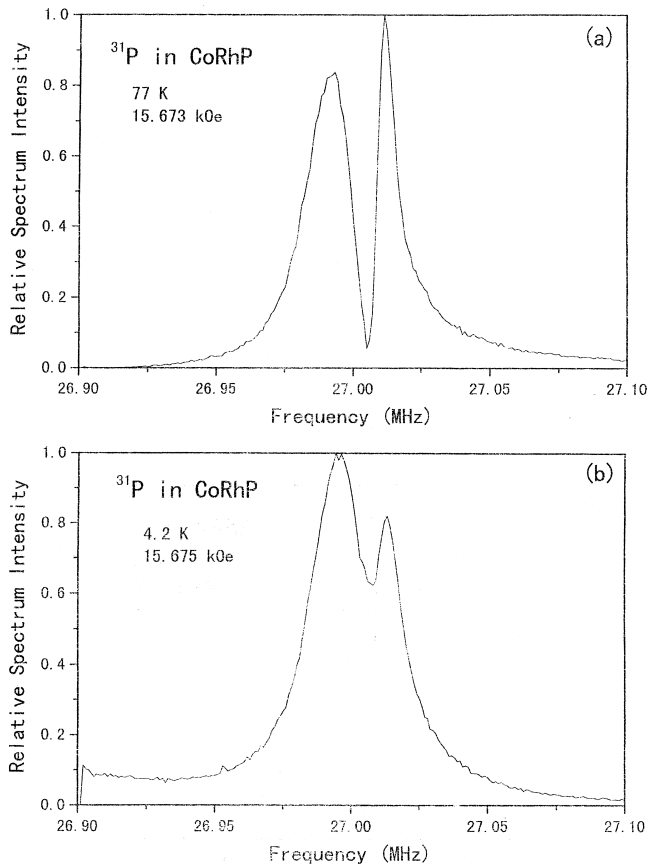 (a)
³¹P in CoRhP
77 K
15.673 kOe
Relative Spectrum Intensity
1.0
0.8
0.6
0.4
0.2
0.0
26.90 26.95 27.00 27.05 27.10
Frequency (MHz)
(b)
³¹P in CoRhP
4.2 K
15.675 kOe
Relative Spectrum Intensity
1.0
0.8
0.6
0.4
0.2
0.0
26.90 26.95 27.00 27.05 27.10
Frequency (MHz)